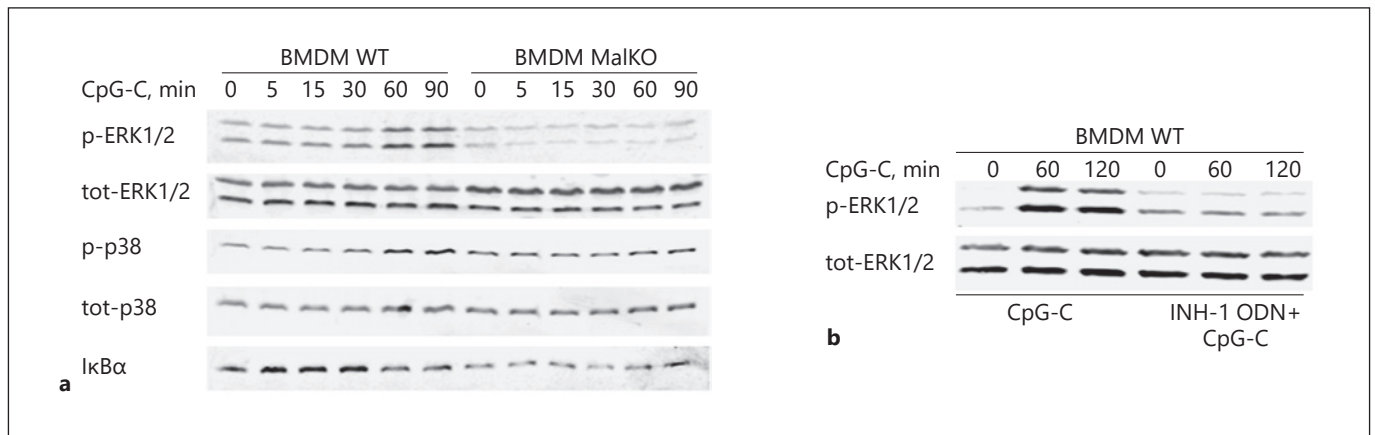 BMDM WT BMDM MalKO
CpG-C, min 0 5 15 30 60 90 0 5 15 30 60 90
p-ERK1/2
tot-ERK1/2
p-p38
tot-p38
IκBα
a
BMDM WT
CpG-C, min 0 60 120 0 60 120
p-ERK1/2
tot-ERK1/2
CpG-C INH-1 ODN+
CpG-C
b